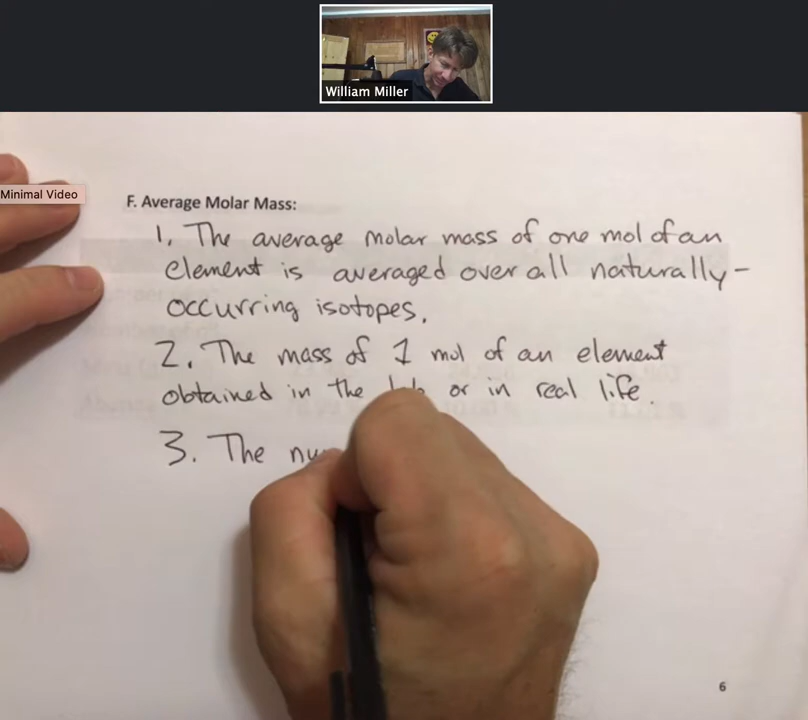 William Miller
Minimal Video
F. Average Molar Mass:
1. The average molar mass of one mol of an
element is averaged over all naturally-
occurring isotopes.
2. The mass of 1 mol of an element
obtained in the lab or in real life.
3. The nu
6